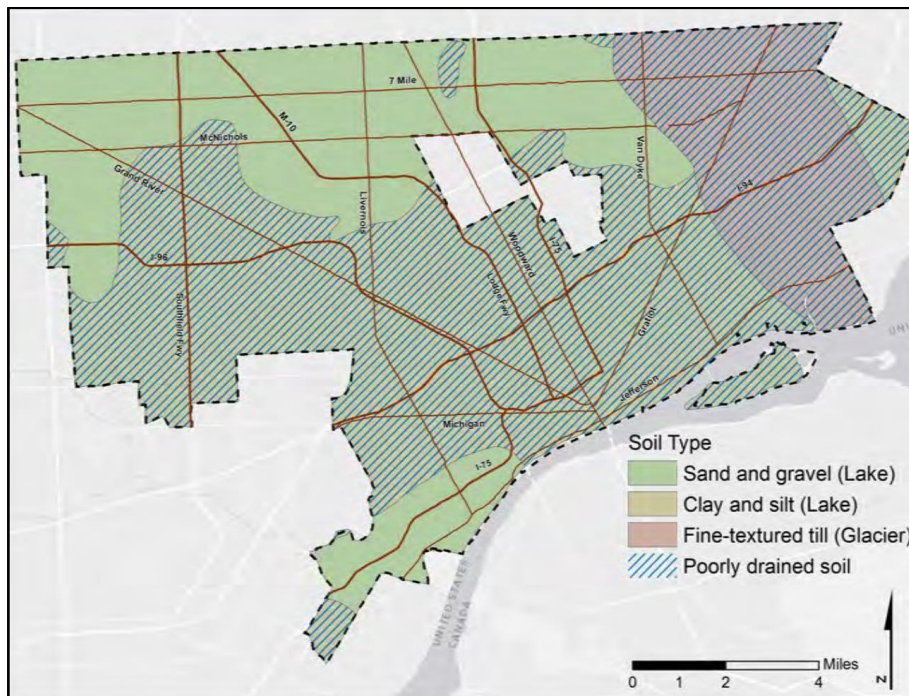 7 Mile
M-10
McNichols
Van Dyke
Grand River
Livernois
I-94
Woodward
I-75
I-96
Lodge Fwy
Southfield Fwy
Gratiot
UNI
Jefferson
Michigan
I-75
UNITED STATES
CANADA
Soil Type
Sand and gravel (Lake)
Clay and silt (Lake)
Fine-textured till (Glacier)
Poorly drained soil
Miles
0 1 2 4
N